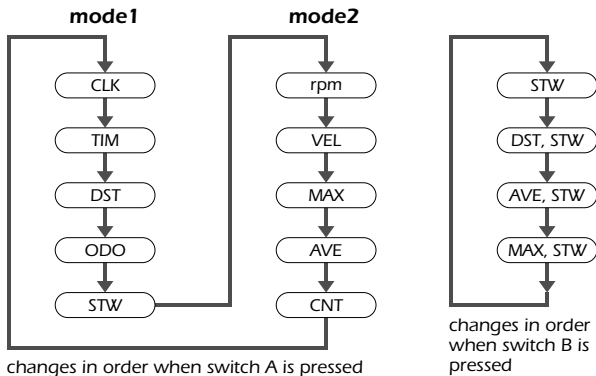 mode1
CLK
TIM
DST
ODO
STW
mode2
rpm
VEL
MAX
AVE
CNT
changes in order when switch A is pressed
STW
DST, STW
AVE, STW
MAX, STW
changes in order
when switch B is
pressed